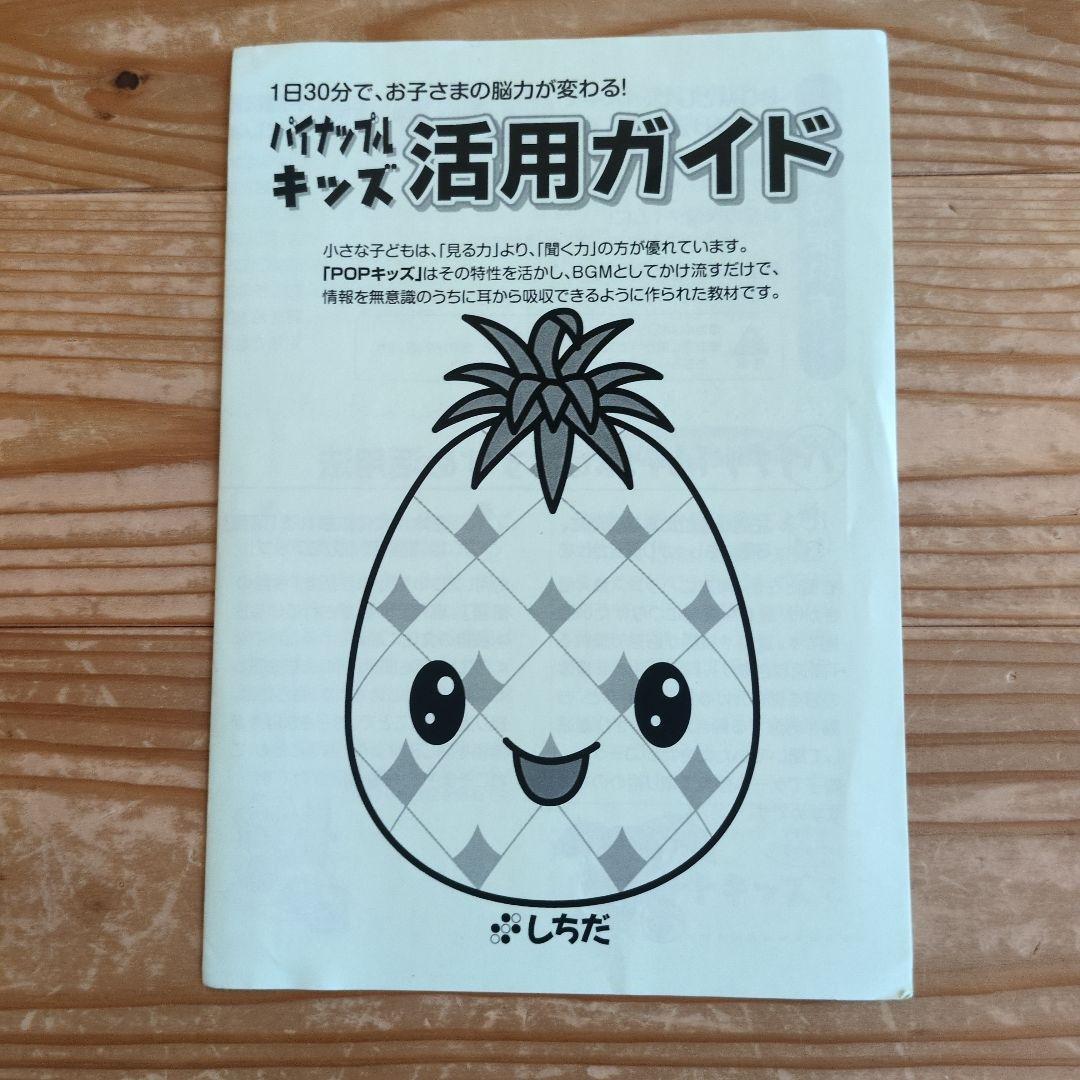 1日30分で、お子さまの脳力が変わる!
パイナップル
キッズ
活用ガイド
小さな子どもは、「見る力」より、「聞く力」の方が優れています。
「POPキッズ」はその特性を活かし、BGMとしてかけ流すだけで、
情報を無意識のうちに耳から吸収できるように作られた教材です。
しちだ